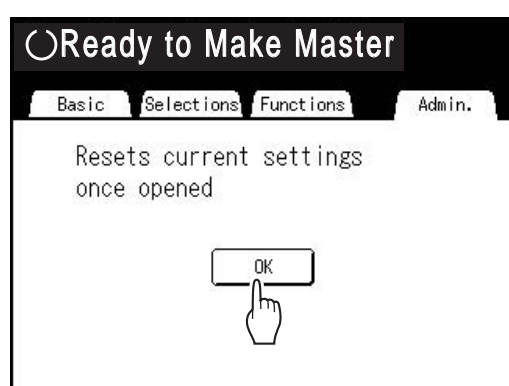 Ready to Make Master
Basic Selections Functions Admin.
Resets current settings
once opened
OK